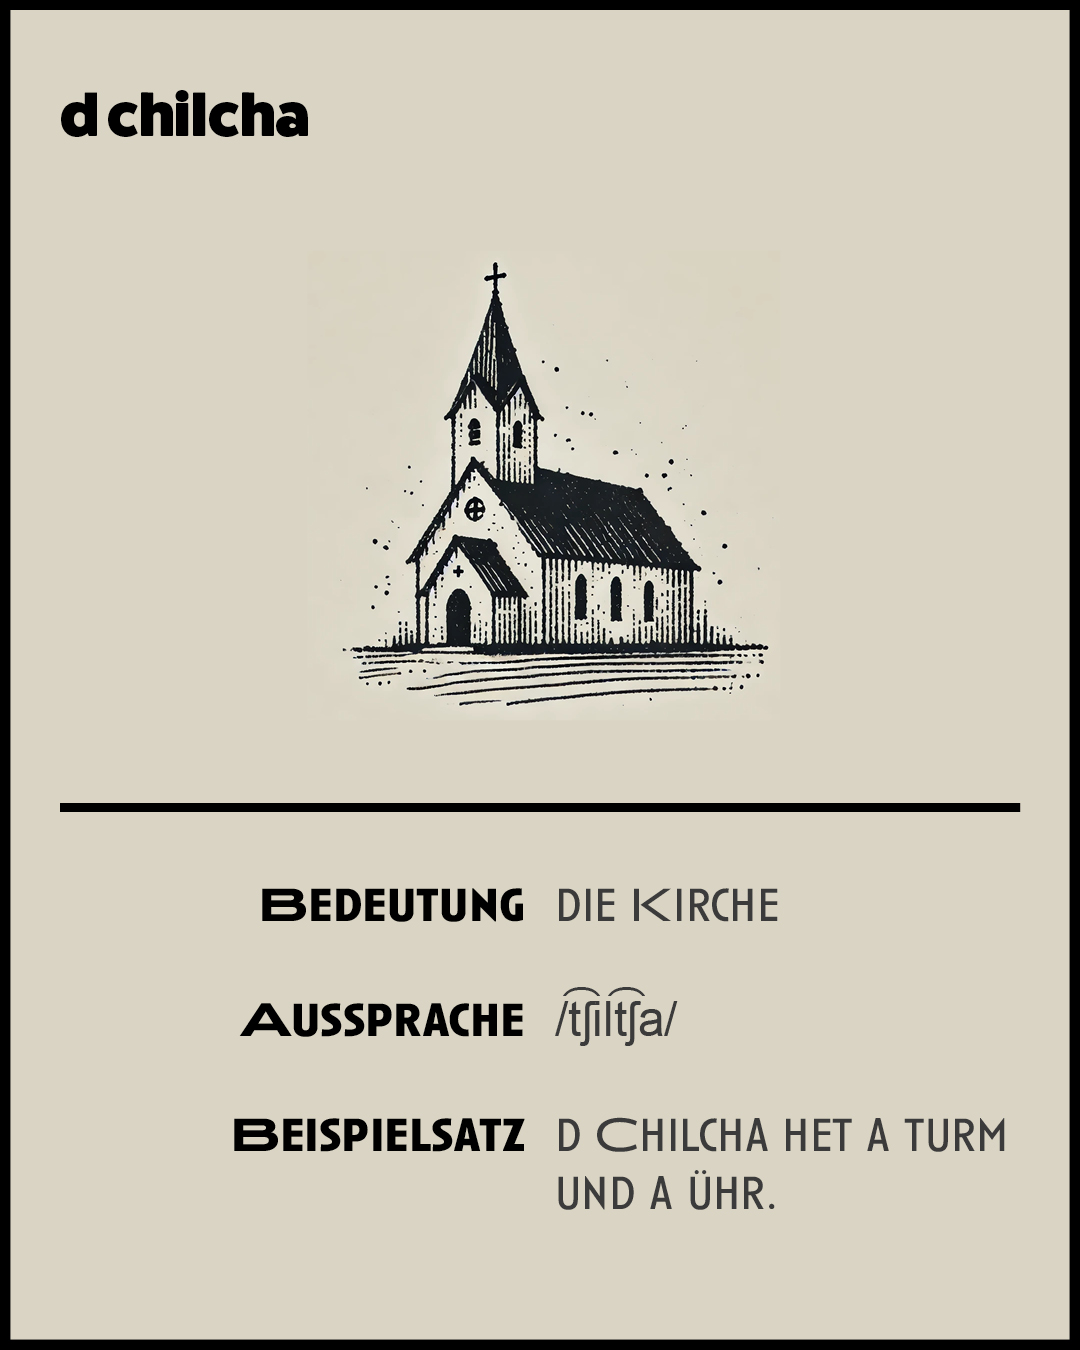 d chilcha
BEDEUTUNG DIE KIRCHE
AUSSPRACHE /t͡ʃilt͡ʃa/
BEISPIELSATZ D CHILCHA HET A TURM
UND A ÜHR.